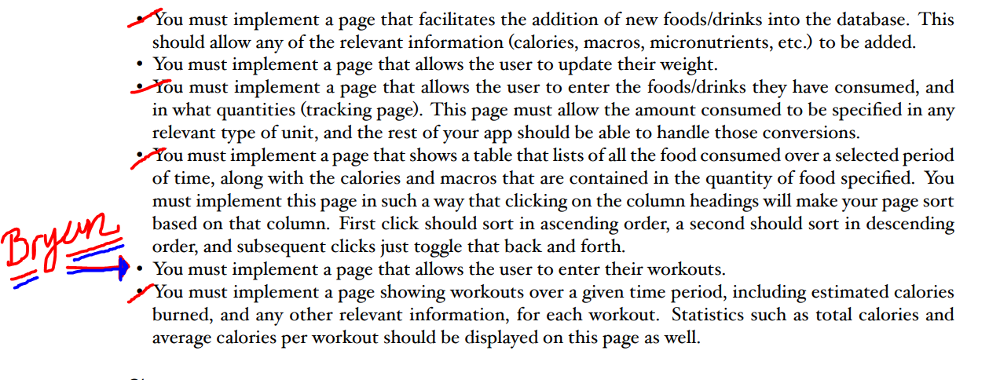 • You must implement a page that facilitates the addition of new foods/drinks into the database. This
should allow any of the relevant information (calories, macros, micronutrients, etc.) to be added.
• You must implement a page that allows the user to update their weight.
• You must implement a page that allows the user to enter the foods/drinks they have consumed, and
in what quantities (tracking page). This page must allow the amount consumed to be specified in any
relevant type of unit, and the rest of your app should be able to handle those conversions.
• You must implement a page that shows a table that lists of all the food consumed over a selected period
of time, along with the calories and macros that are contained in the quantity of food specified. You
must implement this page in such a way that clicking on the column headings will make your page sort
based on that column. First click should sort in ascending order, a second should sort in descending
order, and subsequent clicks just toggle that back and forth.
• You must implement a page that allows the user to enter their workouts.
• You must implement a page showing workouts over a given time period, including estimated calories
burned, and any other relevant information, for each workout. Statistics such as total calories and
average calories per workout should be displayed on this page as well.